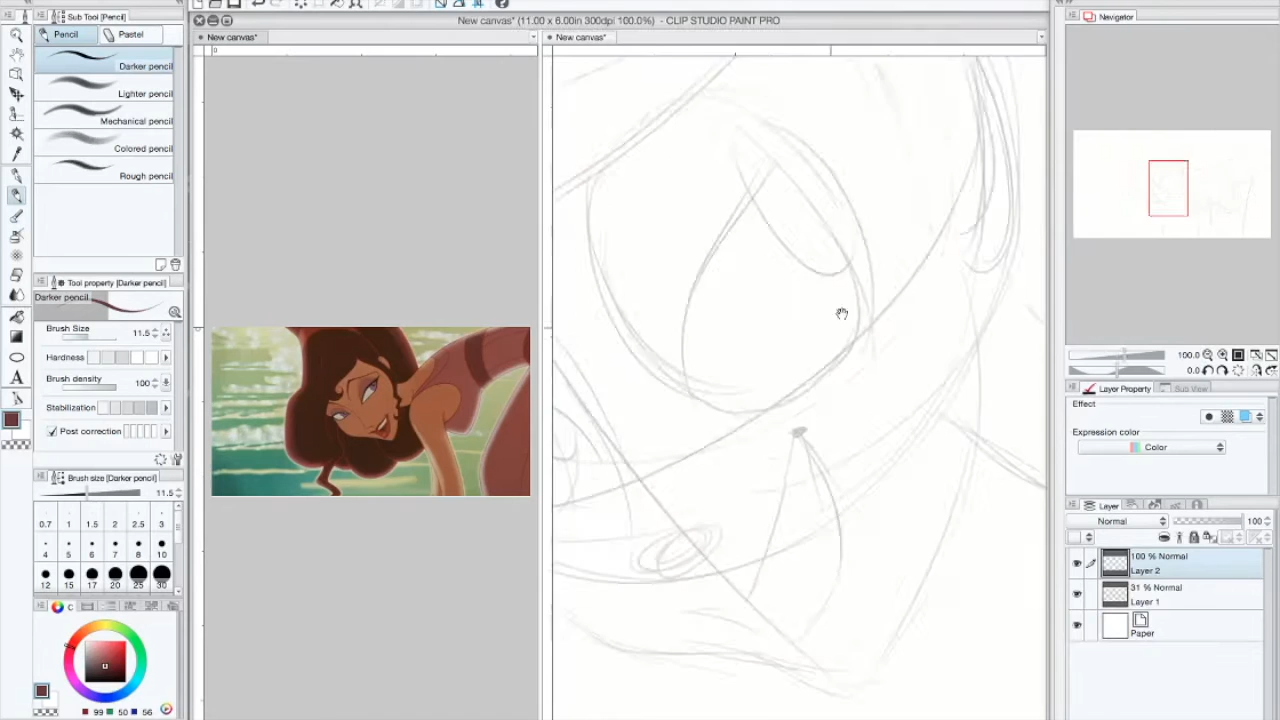 New canvas* (11.00 x 6.00in 300dpi 100.0%) - CLIP STUDIO PAINT PRO
Sub Tool [Pencil]
Pencil
Pastel
Darker pencil
Lighter pencil
Mechanical pencil
Colored pencil
Rough pencil
Tool property [Darker pencil]
Darker pencil
Brush Size 11.5
Hardness
Brush density 100
Stabilization
Post correction
Brush size [Darker pencil]
11.5
0.7 1 1.5 2 2.5 3
4 5 6 7 8 10
12 15 17 20 25 30
C
99 50 56
New canvas*
0
New canvas*
Navigator
100.0
0.0
Layer Property
Sub View
Effect
Expression color
Color
Layer
Normal 100
100 % Normal
Layer 2
31 % Normal
Layer 1
Paper